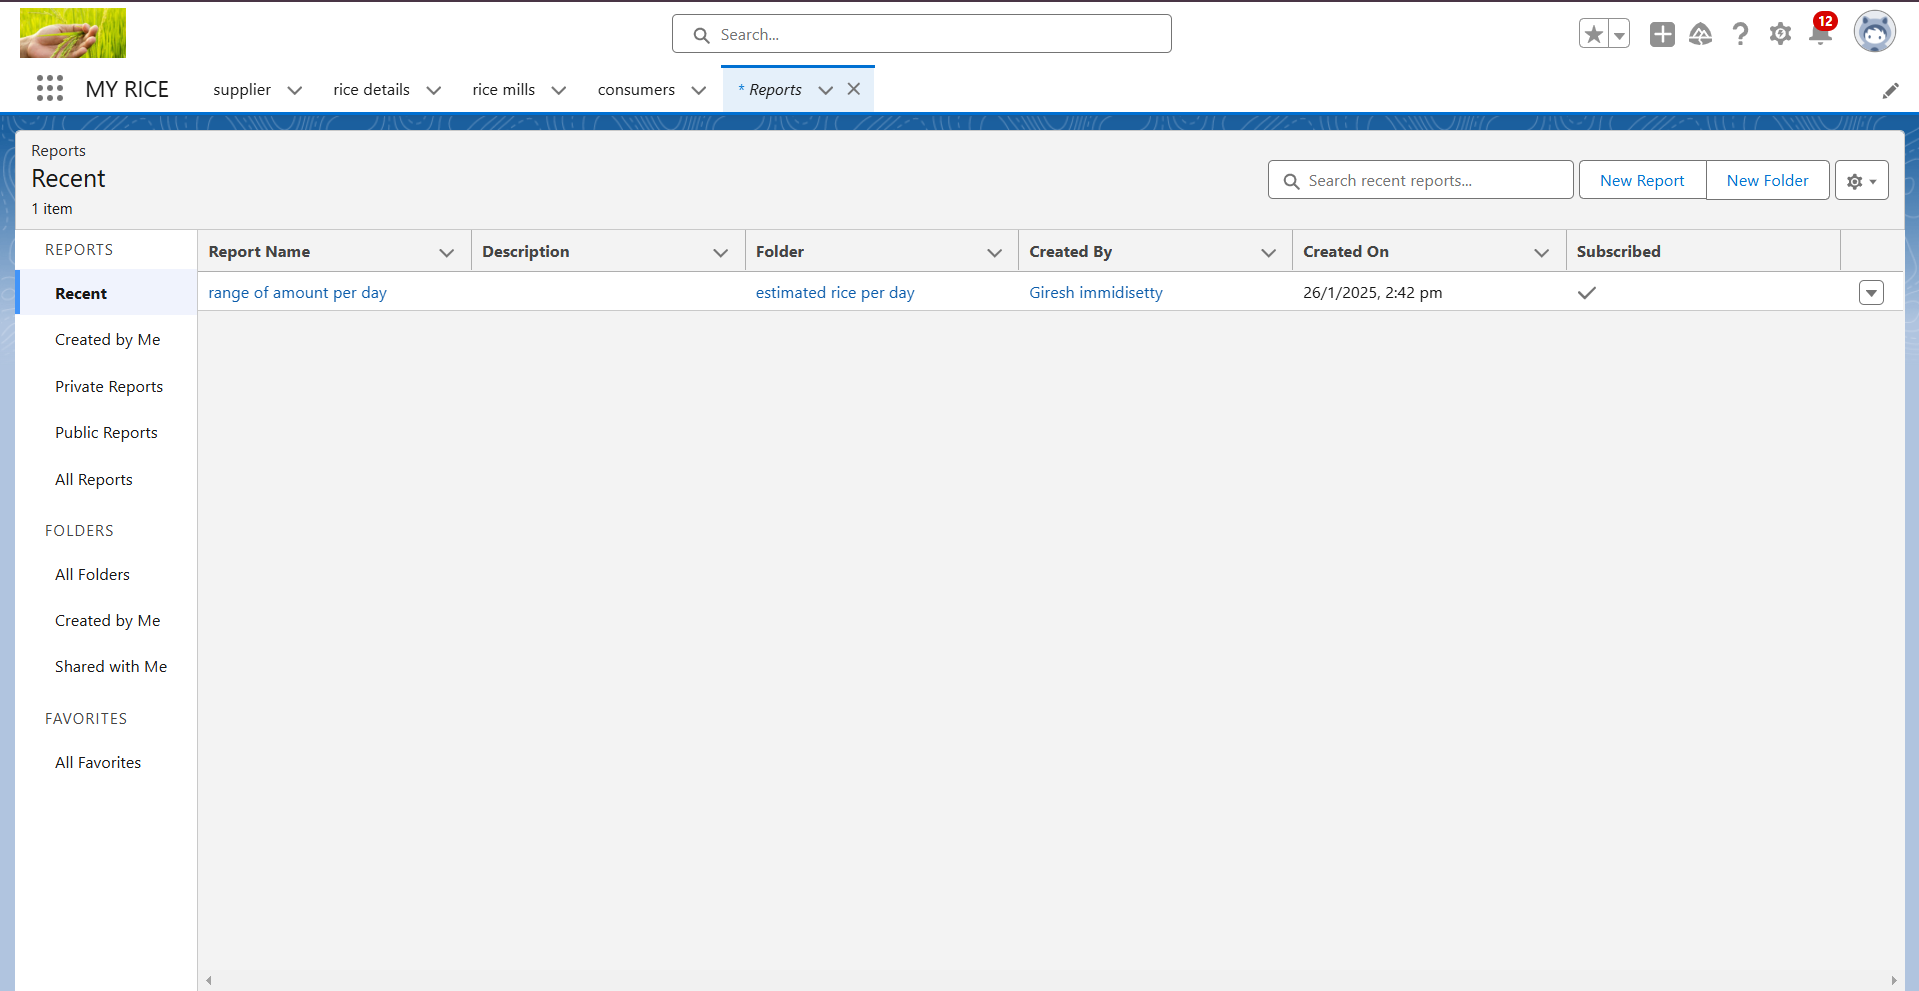 Search...
12
MY RICE
supplier
rice details
rice mills
consumers
* Reports
Reports
Recent
1 item
Search recent reports...
New Report
New Folder
REPORTS
Recent
Created by Me
Private Reports
Public Reports
All Reports
FOLDERS
All Folders
Created by Me
Shared with Me
FAVORITES
All Favorites
Report Name Description Folder Created By Created On Subscribed
range of amount per day estimated rice per day Giresh immidisetty 26/1/2025, 2:42 pm